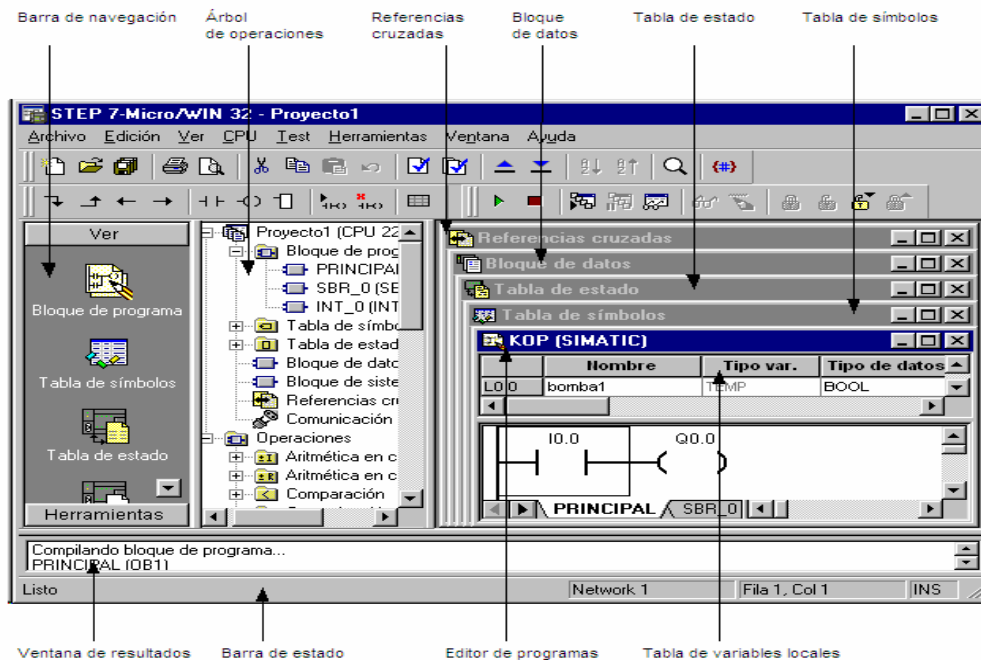 Barra de navegación
Árbol
de operaciones
Referencias
cruzadas
Bloque
de datos
Tabla de estado
Tabla de símbolos
STEP 7-Micro/WIN 32 - Proyecto1
Archivo Edición Ver CPU Test Herramientas Ventana Ayuda
Ver
Bloque de programa
Tabla de símbolos
Tabla de estado
Herramientas
Proyecto1 (CPU 22
Bloque de prog
PRINCIPAL
SBR_0 (SE
INT_0 (INT
Tabla de símbo
Tabla de estad
Bloque de dato
Bloque de siste
Referencias cru
Comunicación
Operaciones
Aritmética en c
Aritmética en c
Comparación
Referencias cruzadas
Bloque de datos
Tabla de estado
Tabla de símbolos
KOP (SIMATIC)
Nombre Tipo var. Tipo de datos
L0.0 bomba1 TEMP BOOL
I0.0 Q0.0
PRINCIPAL SBR_0
Compilando bloque de programa...
PRINCIPAL (OB1)
Listo Network 1 Fila 1, Col 1 INS
Ventana de resultados
Barra de estado
Editor de programas
Tabla de variables locales